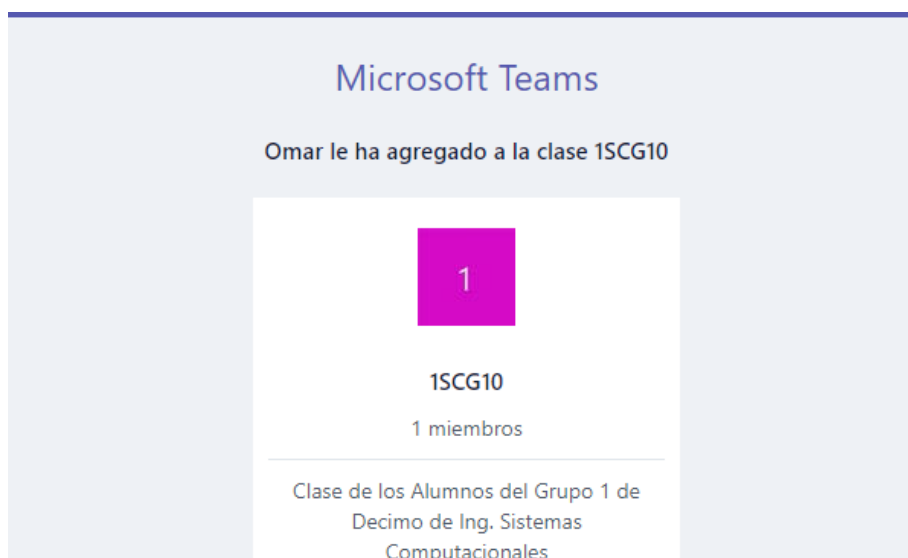 Microsoft Teams
Omar le ha agregado a la clase 1SCG10
1
1SCG10
1 miembros
Clase de los Alumnos del Grupo 1 de
Decimo de Ing. Sistemas
Computacionales